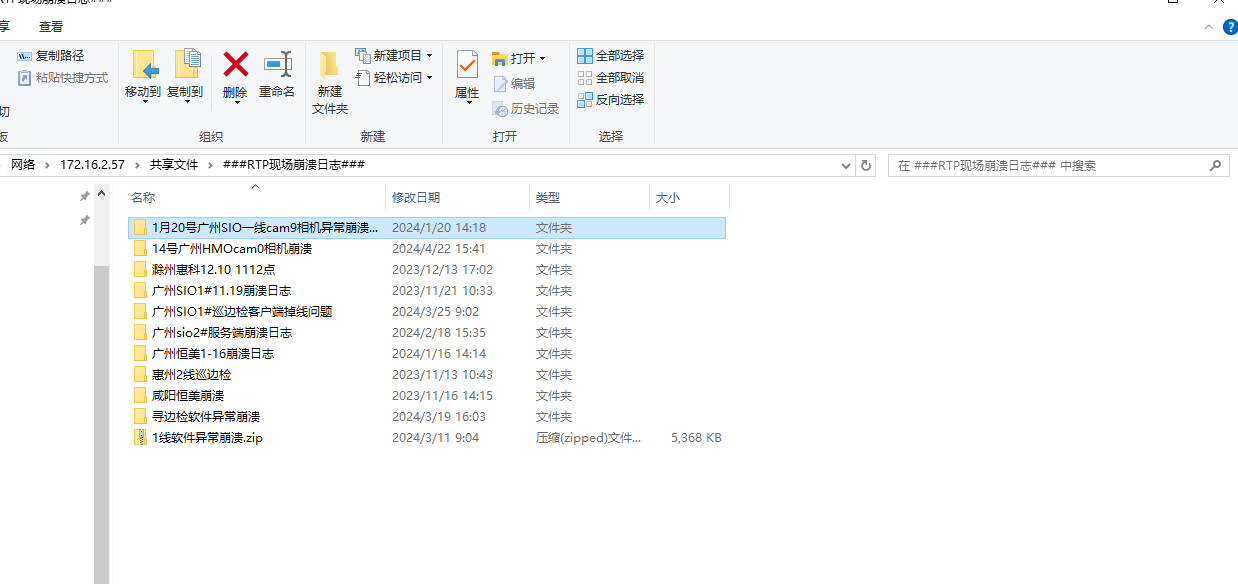 RTP现场崩溃日志###
享 查看
复制路径
粘贴快捷方式
切
板
移动到 复制到 删除 重命名
组织
新建
文件夹
新建项目
轻松访问
新建
属性
打开
编辑
历史记录
打开
全部选择
全部取消
反向选择
选择
网络 > 172.16.2.57 > 共享文件 > ###RTP现场崩溃日志###
在 ###RTP现场崩溃日志### 中搜索
名称 修改日期 类型 大小
1月20号广州SIO一线cam9相机异常崩溃... 2024/1/20 14:18 文件夹
14号广州HMOcam0相机崩溃 2024/4/22 15:41 文件夹
滁州惠科12.10 1112点 2023/12/13 17:02 文件夹
广州SIO1#11.19崩溃日志 2023/11/21 10:33 文件夹
广州SIO1#巡边检客户端掉线问题 2024/3/25 9:02 文件夹
广州sio2#服务端崩溃日志 2024/2/18 15:35 文件夹
广州恒美1-16崩溃日志 2024/1/16 14:14 文件夹
惠州2线巡边检 2023/11/13 10:43 文件夹
咸阳恒美崩溃 2023/11/16 14:15 文件夹
寻边检软件异常崩溃 2024/3/19 16:03 文件夹
1线软件异常崩溃.zip 2024/3/11 9:04 压缩(zipped)文件... 5,368 KB